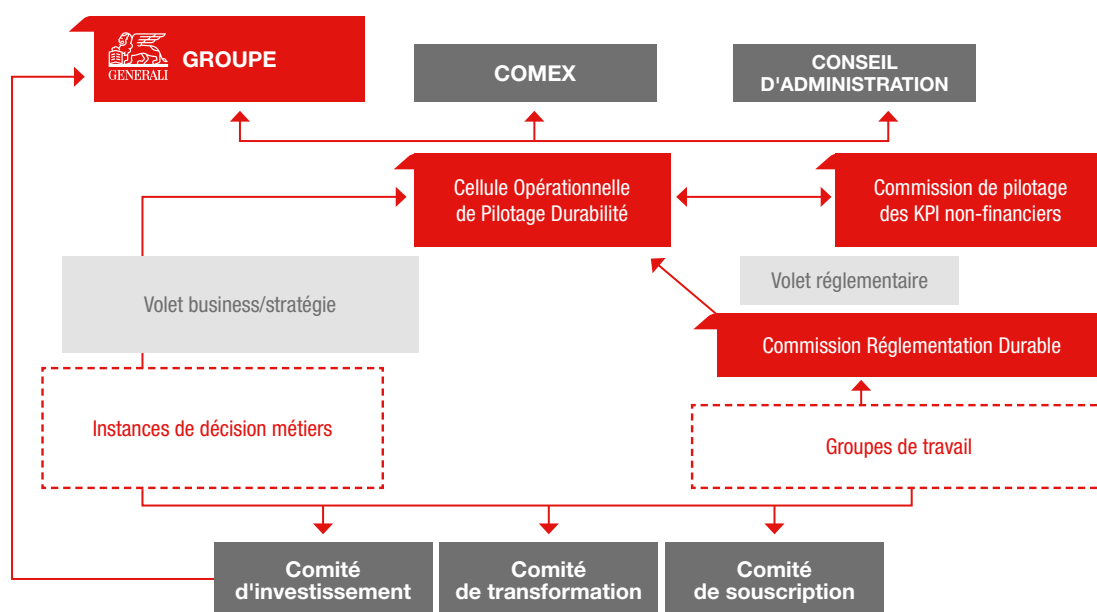 GENERALI
GROUPE
COMEX
CONSEIL
D'ADMINISTRATION
Cellule Opérationnelle
de Pilotage Durabilité
Commission de pilotage
des KPI non-financiers
Volet business/stratégie
Volet réglementaire
Commission Réglementation Durable
Instances de décision métiers
Groupes de travail
Comité
d'investissement
Comité
de transformation
Comité
de souscription